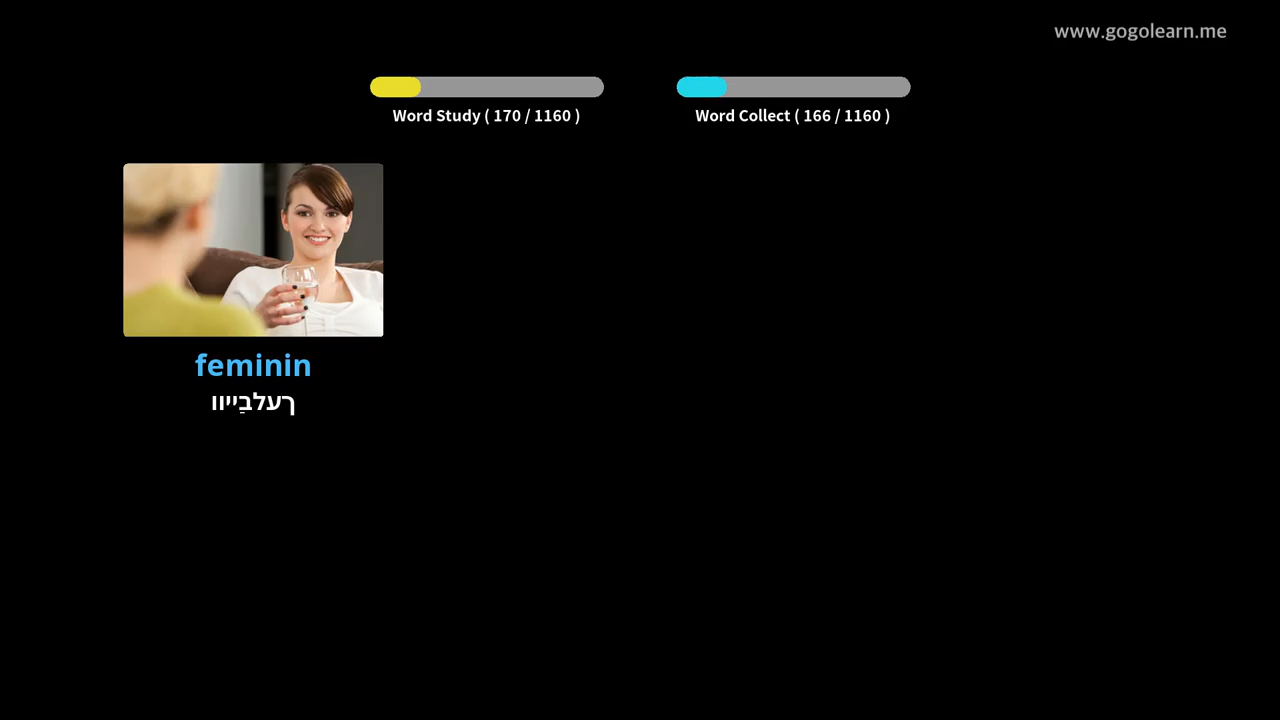 www.gogolearn.me
Word Study ( 170 / 1160 )
Word Collect ( 166 / 1160 )
feminin
ךעלבַייוו